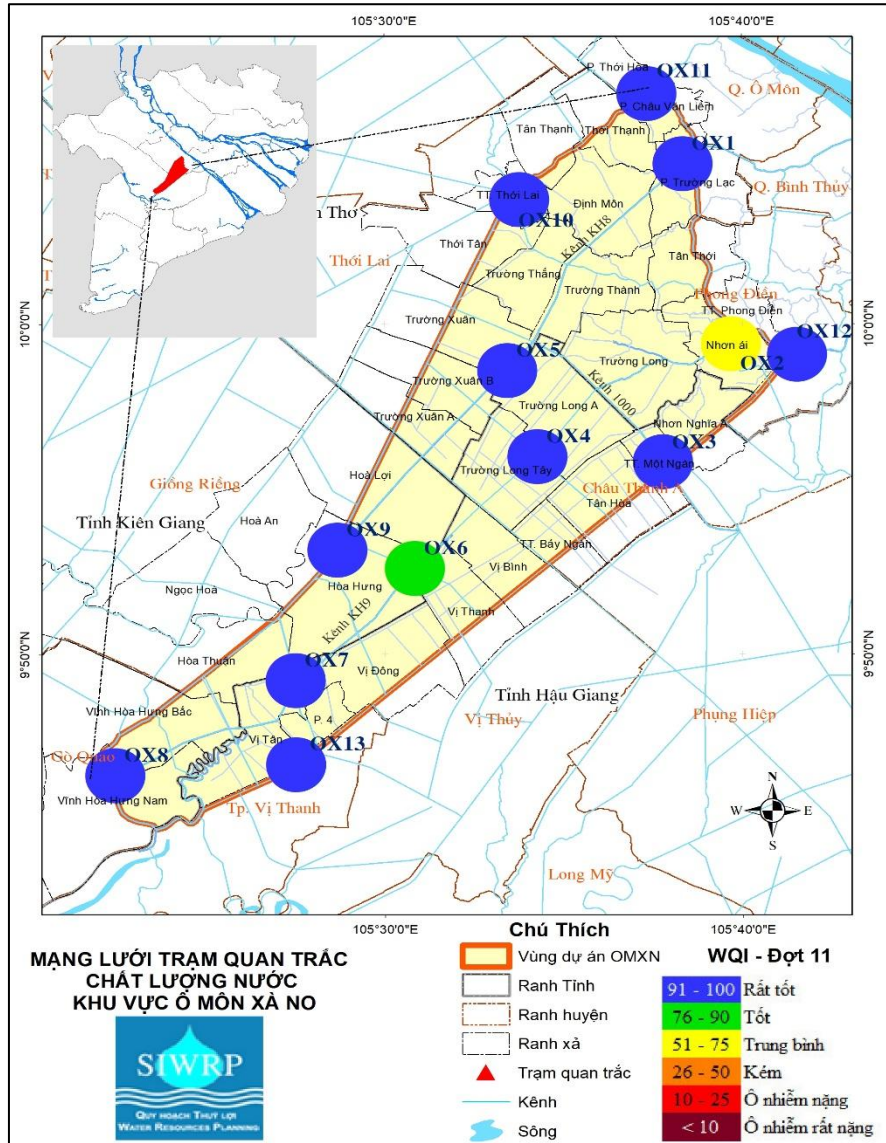 105°30'0"E
105°40'0"E
P. Thới Hòa
OX11
Q. Ô Môn
P. Châu Văn Liêm
Tân Thạnh
Thới Thạnh
OX1
P. Trường Lạc
Q. Bình Thủy
TT. Thới Lai
Định Môn
OX10
Kênh KH8
Thới Lai
Thới Tân
Tân Thới
Trường Thắng
Trường Thành
Phong Điền
TT. Phong Điền
10°0'0"N
10°0'0"N
Trường Xuân
Nhơn ái
OX12
OX5
Trường Long
OX2
Trường Xuân B
Kênh 1000
Trường Xuân A
Trường Long A
Nhơn Nghĩa A
OX4
OX3
Hoà Lợi
Trường Long Tây
TT. Một Ngàn
Giồng Riềng
Châu Thành A
Tân Hòa
Tỉnh Kiên Giang
Hoà An
OX9
OX6
TT. Bảy Ngàn
Vị Bình
Ngọc Hoà
Hòa Hưng
Vị Thanh
Kênh KH9
9°50'0"N
9°50'0"N
Hòa Thuận
OX7
Vị Đông
Tỉnh Hậu Giang
Vĩnh Hòa Hưng Bắc
P. 4
Vị Thủy
Phụng Hiệp
Vị Tân
Gò Quao
OX8
OX13
Vĩnh Hòa Hưng Nam
Tp. Vị Thanh
N
W
E
S
Long Mỹ
105°30'0"E
105°40'0"E
MẠNG LƯỚI TRẠM QUAN TRẮC
CHẤT LƯỢNG NƯỚC
KHU VỰC Ô MÔN XÀ NO
SIWRP
QUY HOẠCH THUỶ LỢI
WATER RESOURCES PLANNING
Chú Thích
Vùng dự án OMXN
Ranh Tỉnh
Ranh huyện
Ranh xã
Trạm quan trắc
Kênh
Sông
WQI - Đợt 11
91 - 100 Rất tốt
76 - 90 Tốt
51 - 75 Trung bình
26 - 50 Kém
10 - 25 Ô nhiễm nặng
< 10 Ô nhiễm rất nặng